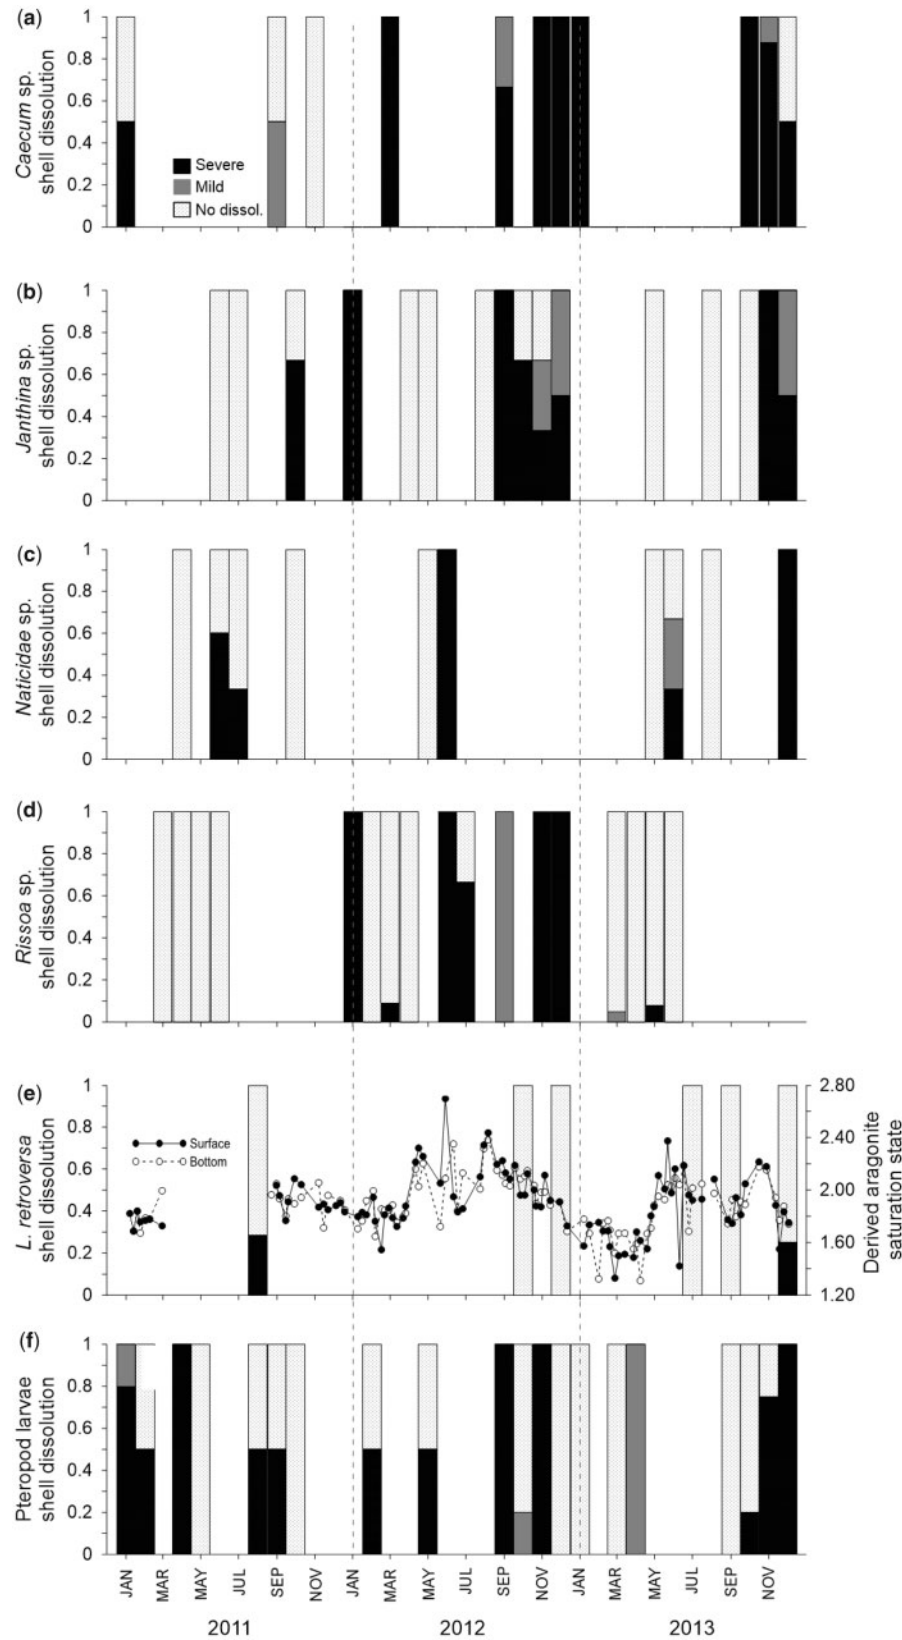 (a)
Caecum sp.
shell dissolution
1
0.8
0.6
0.4
0.2
0
Severe
Mild
No dissol.
(b)
Janthina sp.
shell dissolution
1
0.8
0.6
0.4
0.2
0
(c)
Naticidae sp.
shell dissolution
1
0.8
0.6
0.4
0.2
0
(d)
Rissoa sp.
shell dissolution
1
0.8
0.6
0.4
0.2
0
(e)
L. retroversa
shell dissolution
1
0.8
0.6
0.4
0.2
0
Surface
Bottom
2.80
2.40
2.00
1.60
1.20
Derived aragonite
saturation state
(f)
Pteropod larvae
shell dissolution
1
0.8
0.6
0.4
0.2
0
JAN MAR MAY JUL SEP NOV JAN MAR MAY JUL SEP NOV JAN MAR MAY JUL SEP NOV
2011 2012 2013